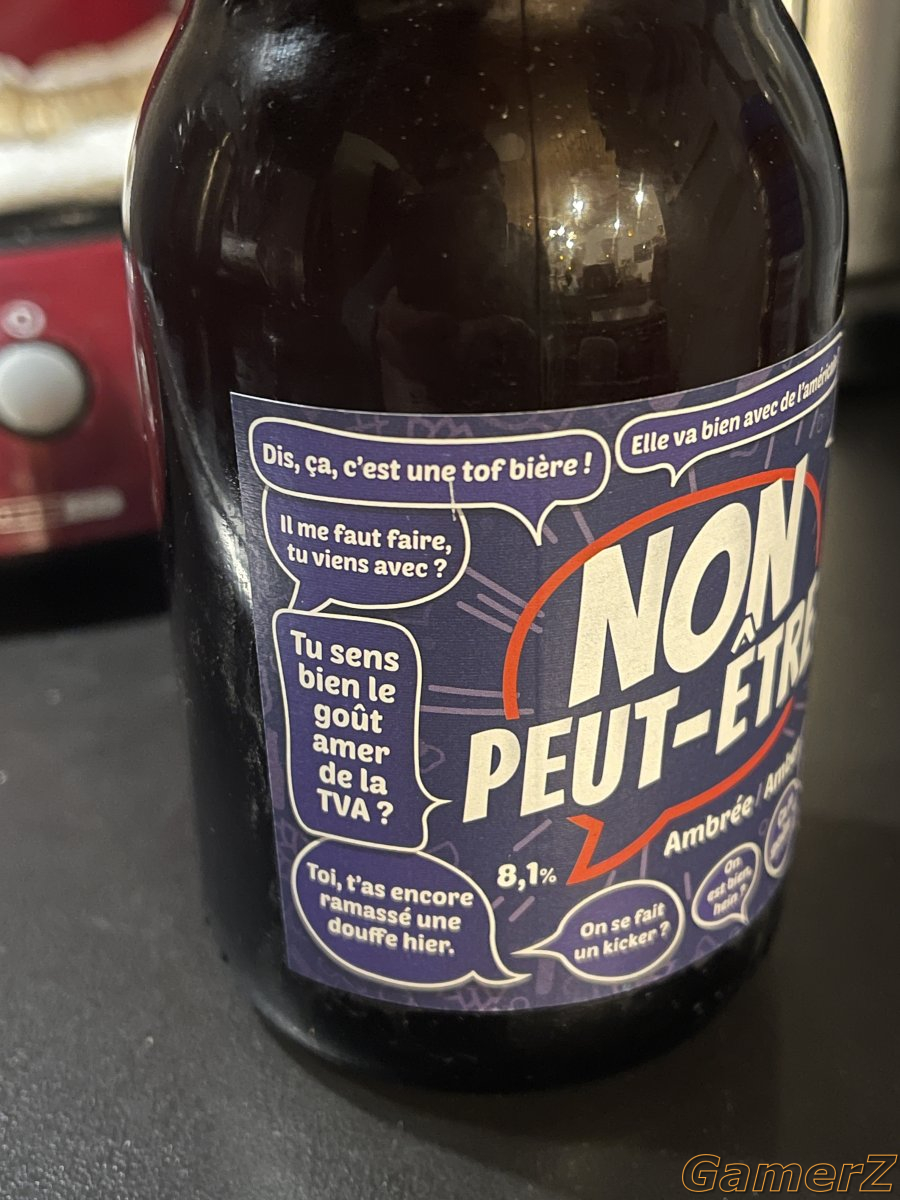 Dis, ça, c'est une tof bière !
Elle va bien avec de l'américain
Il me faut faire,
tu viens avec ?
NON
PEUT-ÊTRE
Tu sens
bien le
goût
amer
de la
TVA ?
Ambrée /
8,1%
Toi, t'as encore
ramassé une
douffe hier.
On se fait
un kicker ?
On
est bien,
hein ?
GamerZ